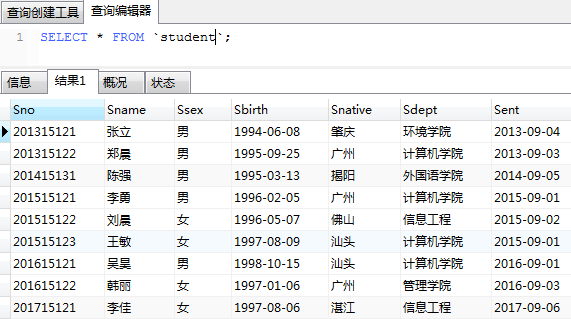 查询创建工具 查询编辑器
1 SELECT * FROM `student`;
信息 结果1 概况 状态
Sno Sname Ssex Sbirth Snative Sdept Sent
201315121 张立 男 1994-06-08 肇庆 环境学院 2013-09-04
201315122 郑晨 男 1995-09-25 广州 计算机学院 2013-09-03
201415131 陈强 男 1995-03-13 揭阳 外国语学院 2014-09-05
201515121 李勇 男 1996-02-05 广州 计算机学院 2015-09-01
201515122 刘晨 女 1996-05-07 佛山 信息工程 2015-09-02
201515123 王敏 女 1997-08-09 汕头 计算机学院 2015-09-01
201615121 吴昊 男 1998-10-15 汕头 计算机学院 2016-09-01
201615122 韩丽 女 1997-01-06 广州 管理学院 2016-09-03
201715121 李佳 女 1997-08-06 湛江 信息工程 2017-09-06